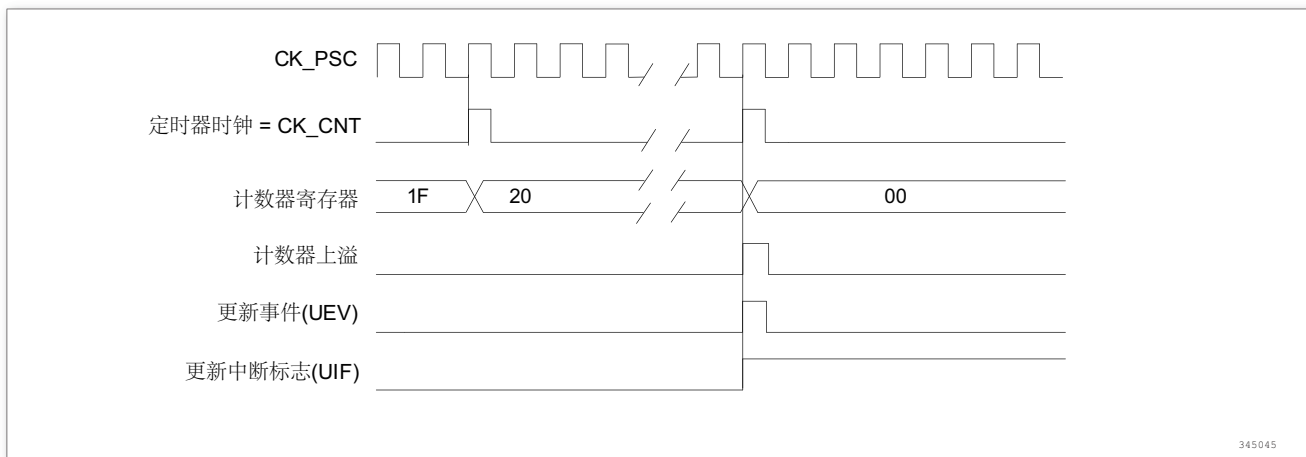 CK_PSC
定时器时钟 = CK_CNT
计数器寄存器 1F 20 00
计数器上溢
更新事件(UEV)
更新中断标志(UIF)
345045